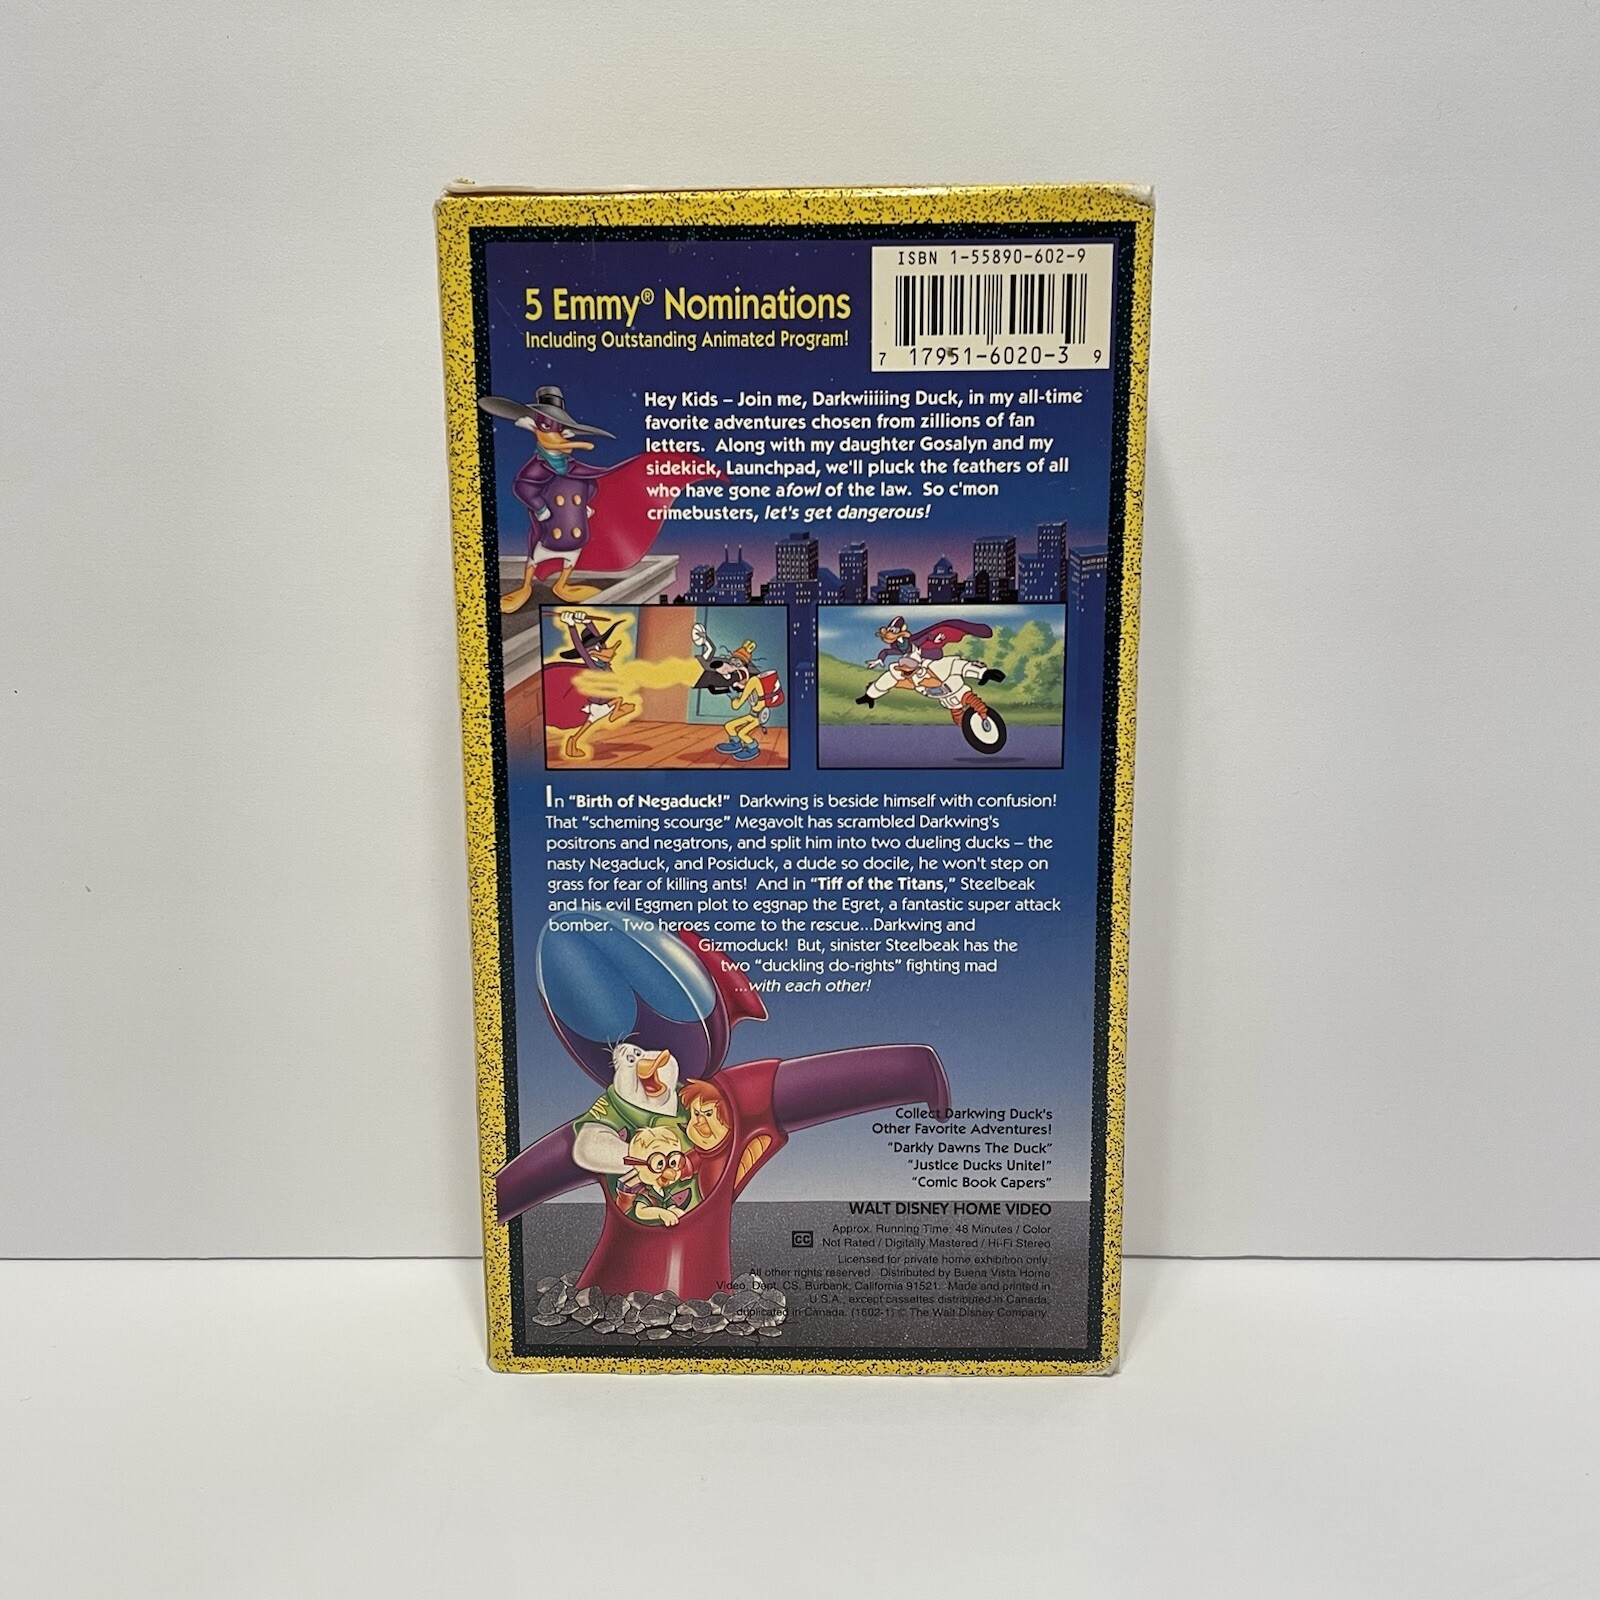 ISBN 1-55890-602-9
7 17951-6020-3 9
5 Emmy® Nominations
Including Outstanding Animated Program!
Hey Kids – Join me, Darkwiiiiing Duck, in my all-time
favorite adventures chosen from zillions of fan
letters. Along with my daughter Gosalyn and my
sidekick, Launchpad, we'll pluck the feathers of all
who have gone afowl of the law. So c'mon
crimebusters, let's get dangerous!
In "Birth of Negaduck!" Darkwing is beside himself with confusion!
That "scheming scourge" Megavolt has scrambled Darkwing's
positrons and negatrons, and split him into two dueling ducks – the
nasty Negaduck, and Posiduck, a dude so docile, he won't step on
grass for fear of killing ants! And in "Tiff of the Titans," Steelbeak
and his evil Eggmen plot to eggnap the Egret, a fantastic super attack
bomber. Two heroes come to the rescue...Darkwing and
Gizmoduck! But, sinister Steelbeak has the
two "duckling do-rights" fighting mad
...with each other!
Collect Darkwing Duck's
Other Favorite Adventures!
"Darkly Dawns The Duck"
"Justice Ducks Unite!"
"Comic Book Capers"
WALT DISNEY HOME VIDEO
Approx. Running Time: 48 Minutes / Color
CC Not Rated / Digitally Mastered / Hi-Fi Stereo
Licensed for private home exhibition only.
All other rights reserved. Distributed by Buena Vista Home
Video, Dept. CS, Burbank, California 91521. Made and printed in
U.S.A., except cassettes distributed in Canada,
duplicated in Canada. (1602-1) © The Walt Disney Company.